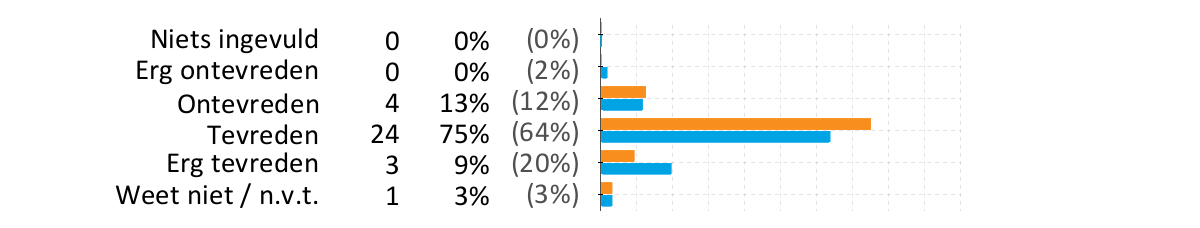 Niets ingevuld 0 0% (0%)
Erg ontevreden 0 0% (2%)
Ontevreden 4 13% (12%)
Tevreden 24 75% (64%)
Erg tevreden 3 9% (20%)
Weet niet / n.v.t. 1 3% (3%)